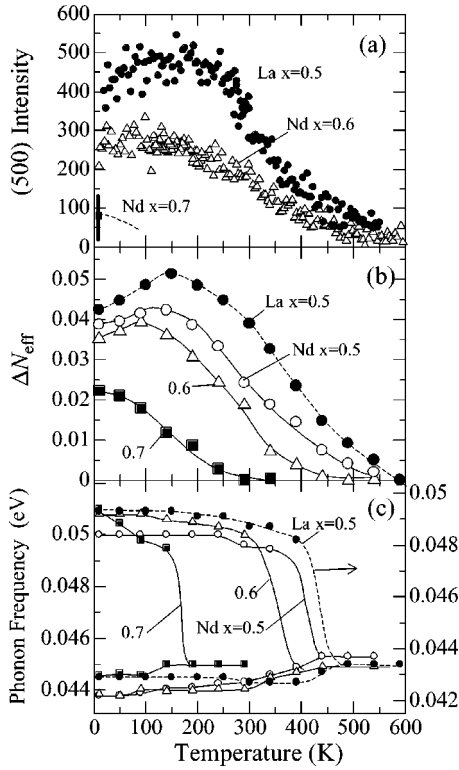 600
(a)
500
La x=0.5
400
Nd x=0.6
300
200
Nd x=0.7
100
0
(500) Intensity
(b)
0.05
La x=0.5
0.04
Nd x=0.5
0.03
0.6
0.02
0.7
0.01
0
ΔN_eff
(c)
0.05
0.048
0.046
0.044
Phonon Frequency (eV)
La x=0.5
0.6
Nd x=0.5
0.7
0.05
0.048
0.046
0.044
0.042
0 100 200 300 400 500 600
Temperature (K)